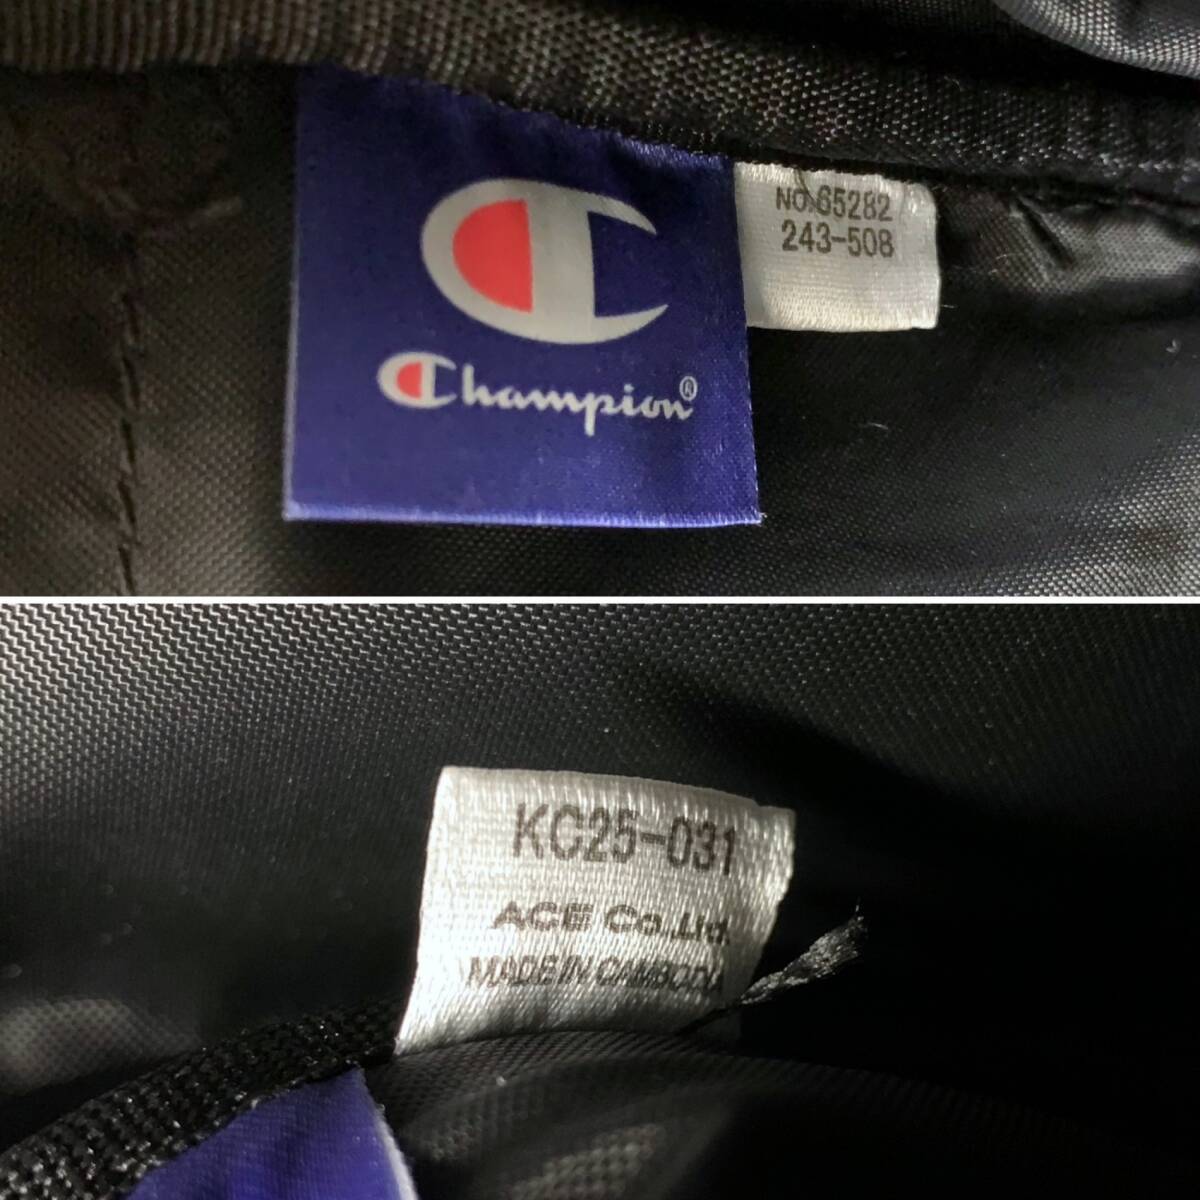 Champion®
NO.65282
243-508
KC25-031
ACE Co.,Ltd.
MADE IN CAMBODIA